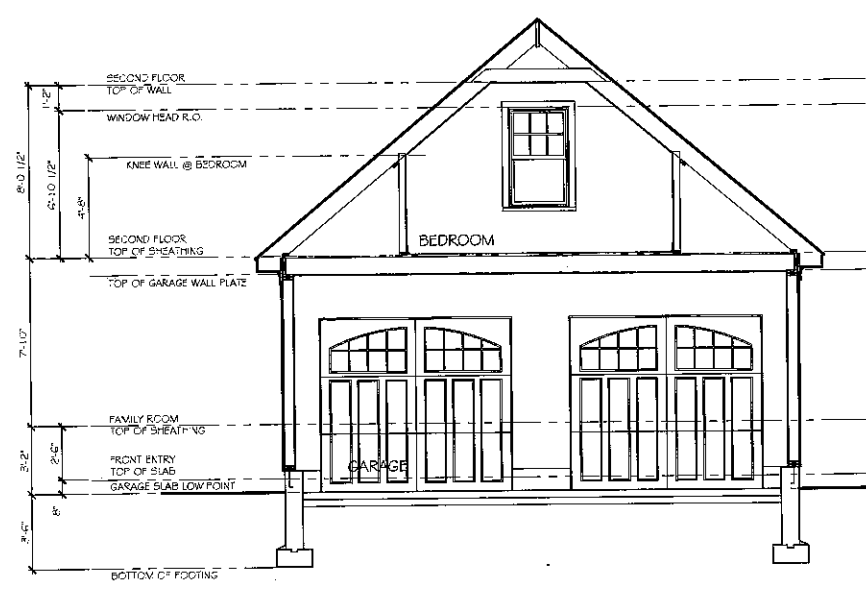 SECOND FLOOR
TOP OF WALL
1'-2"
WINDOW HEAD R.O.
KNEE WALL @ BEDROOM
8'-0 1/2"
6'-10 1/2"
4'-8"
SECOND FLOOR
TOP OF SHEATHING
BEDROOM
TOP OF GARAGE WALL PLATE
7'-10"
FAMILY ROOM
TOP OF SHEATHING
3'-2"
2'-6"
FRONT ENTRY
TOP OF SLAB
GARAGE
GARAGE SLAB LOW POINT
8"
BOTTOM OF FOOTING